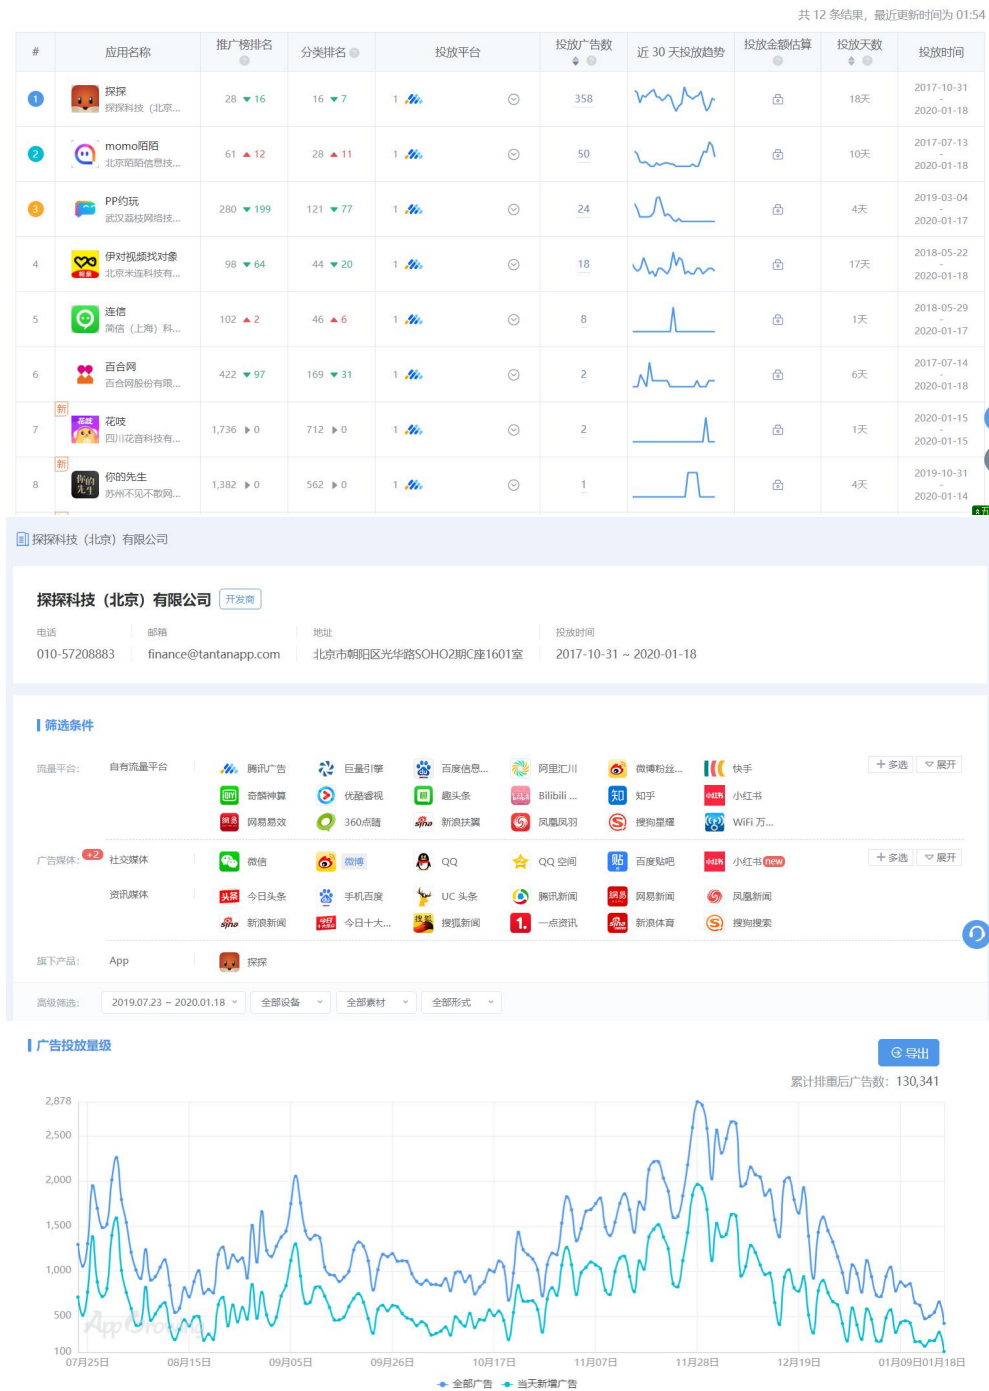 共 12 条结果，最近更新时间为 01:54
# 应用名称 推广榜排名 分类排名 投放平台 投放广告数 近 30 天投放趋势 投放金额估算 投放天数 投放时间
1 探探 28 ▼ 16 16 ▼ 7 1 358 18天 2017-10-31 - 2020-01-18
探探科技（北京...
2 momo陌陌 61 ▲ 12 28 ▲ 11 1 50 10天 2017-07-13 - 2020-01-18
北京陌陌信息技...
3 PP约玩 280 ▼ 199 121 ▼ 77 1 24 4天 2019-03-04 - 2020-01-17
武汉荔枝网络技...
4 伊对视频找对象 98 ▼ 64 44 ▼ 20 1 18 17天 2018-05-22 - 2020-01-18
北京米连科技有...
5 连信 102 ▲ 2 46 ▲ 6 1 8 1天 2018-05-29 - 2020-01-17
简信（上海）科...
6 百合网 422 ▼ 97 169 ▼ 31 1 2 6天 2017-07-14 - 2020-01-18
百合网股份有限...
新
7 花吱 1,736 ▶ 0 712 ▶ 0 1 2 1天 2020-01-15 - 2020-01-15
四川花音科技有...
新
8 你的先生 1,382 ▶ 0 562 ▶ 0 1 1 4天 2019-10-31 - 2020-01-14
苏州不见不散网...
探探科技（北京）有限公司
探探科技（北京）有限公司 开发商
电话 邮箱 地址 投放时间
010-57208883 finance@tantanapp.com 北京市朝阳区光华路SOHO2期C座1601室 2017-10-31 ~ 2020-01-18
筛选条件
流量平台: 自有流量平台 腾讯广告 巨量引擎 百度信息... 阿里汇川 微博粉丝... 快手 +多选 展开
奇麟神算 优酷睿视 趣头条 Bilibili ... 知乎 小红书
网易易效 360点睛 新浪扶翼 凤凰凤羽 搜狗星耀 WiFi 万...
广告媒体: +2 社交媒体 微信 微博 QQ QQ 空间 百度贴吧 小红书 new +多选 展开
资讯媒体 今日头条 手机百度 UC 头条 腾讯新闻 网易新闻 凤凰新闻
新浪新闻 今日十大... 搜狐新闻 一点资讯 新浪体育 搜狗搜索
旗下产品: App 探探
高级筛选: 2019.07.23 ~ 2020.01.18 全部设备 全部素材 全部形式
广告投放量级
导出
累计排重后广告数: 130,341
2,878
2,500
2,000
1,500
1,000
500
100
App Growing
07月25日 08月15日 09月05日 09月26日 10月17日 11月07日 11月28日 12月19日 01月09日01月18日
全部广告 当天新增广告